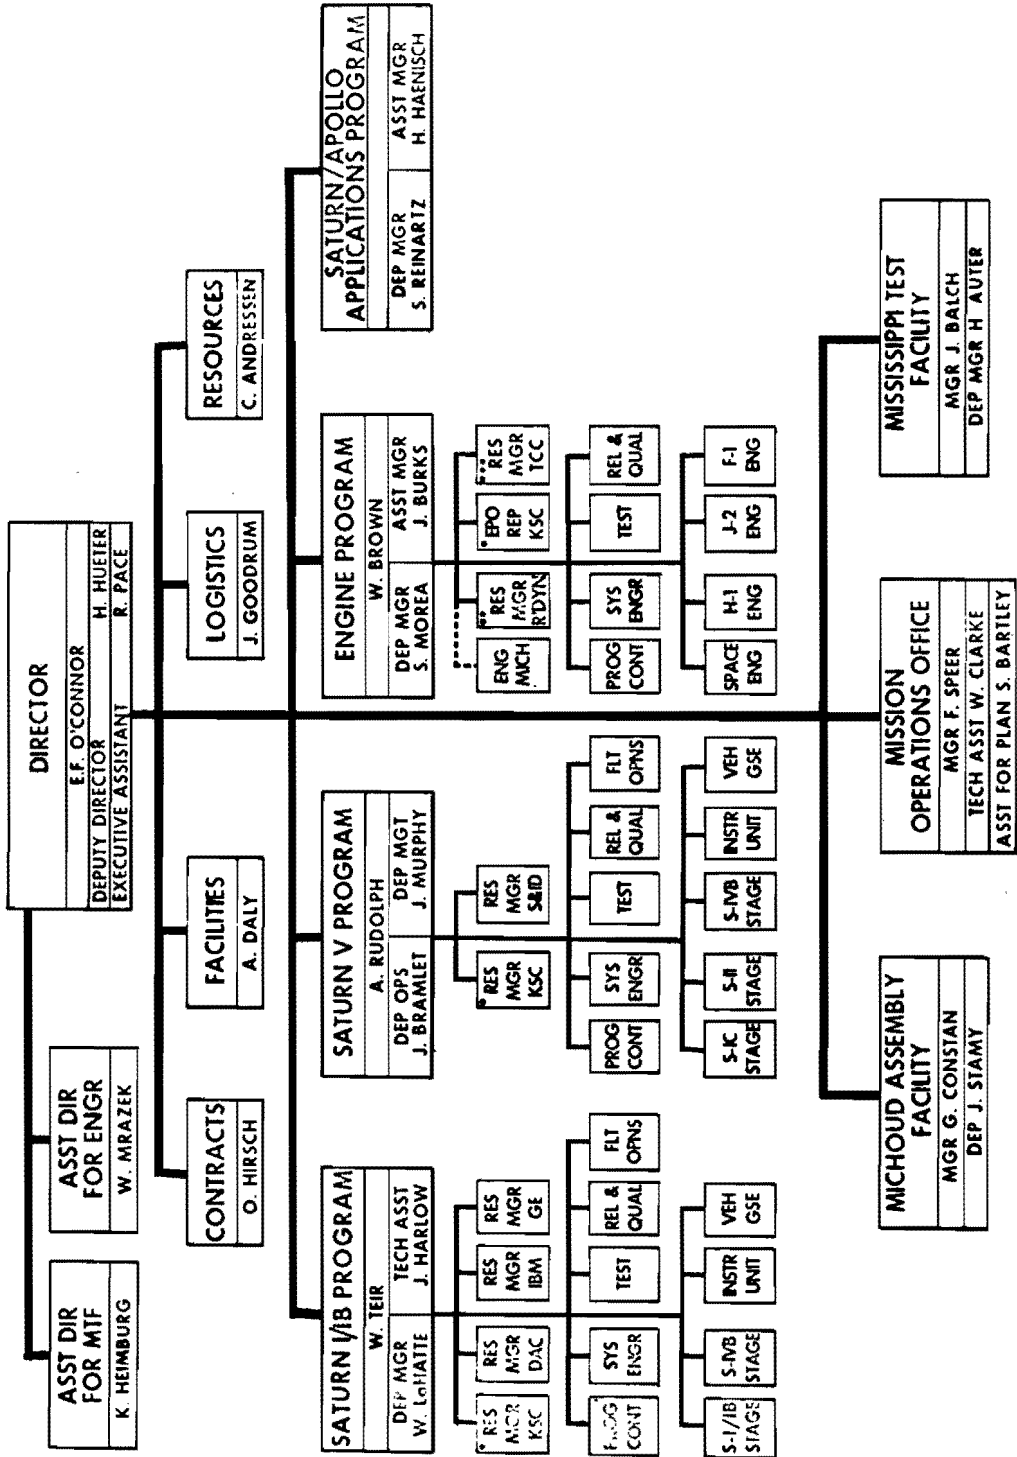 DIRECTOR
E.F. O'CONNOR
DEPUTY DIRECTOR H. HUETER
EXECUTIVE ASSISTANT R. PACE
ASST DIR
FOR MTF
K. HEIMBURG
ASST DIR
FOR ENGR
W. MRAZEK
CONTRACTS
O. HIRSCH
FACILITIES
A. DALY
LOGISTICS
J. GOODRUM
RESOURCES
C. ANDRESSEN
SATURN I/IB PROGRAM
W. TEIR
DEP MGR
W. LaHATTE
TECH ASST
J. HARLOW
* RES
MGR
KSC
RES
MGR
DAC
RES
MGR
IBM
RES
MGR
GE
PROG
CONT
SYS
ENGR
TEST
REL &
QUAL
FLT
OPNS
S-I/IB
STAGE
S-IVB
STAGE
INSTR
UNIT
VEH
GSE
SATURN V PROGRAM
A. RUDOLPH
DEP OPS
J. BRAMLET
DEP MGT
J. MURPHY
* RES
MGR
KSC
RES
MGR
S&ID
PROG
CONT
SYS
ENGR
TEST
REL &
QUAL
FLT
OPNS
S-IC
STAGE
S-II
STAGE
S-IVB
STAGE
INSTR
UNIT
VEH
GSE
ENGINE PROGRAM
W. BROWN
DEP MGR
S. MOREA
ASST MGR
J. BURKS
ENG
MICH
** RES
MGR
R'DYN
* EPO
REP
KSC
*** RES
MGR
TCC
PROG
CONT
SYS
ENGR
TEST
REL &
QUAL
SPACE
ENG
H-1
ENG
J-2
ENG
F-1
ENG
SATURN/APOLLO
APPLICATIONS PROGRAM
DEP MGR
S. REINARTZ
ASST MGR
H. HAENISCH
MICHOUD ASSEMBLY
FACILITY
MGR G. CONSTAN
DEP J. STAMY
MISSION
OPERATIONS OFFICE
MGR F. SPEER
TECH ASST W. CLARKE
ASST FOR PLAN S. BARTLEY
MISSISSIPPI TEST
FACILITY
MGR J. BALCH
DEP MGR H AUTER